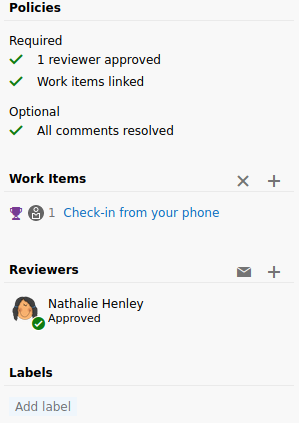 Policies
Required
1 reviewer approved
Work items linked
Optional
All comments resolved
Work Items
1 Check-in from your phone
Reviewers
Nathalie Henley
Approved
Labels
Add label